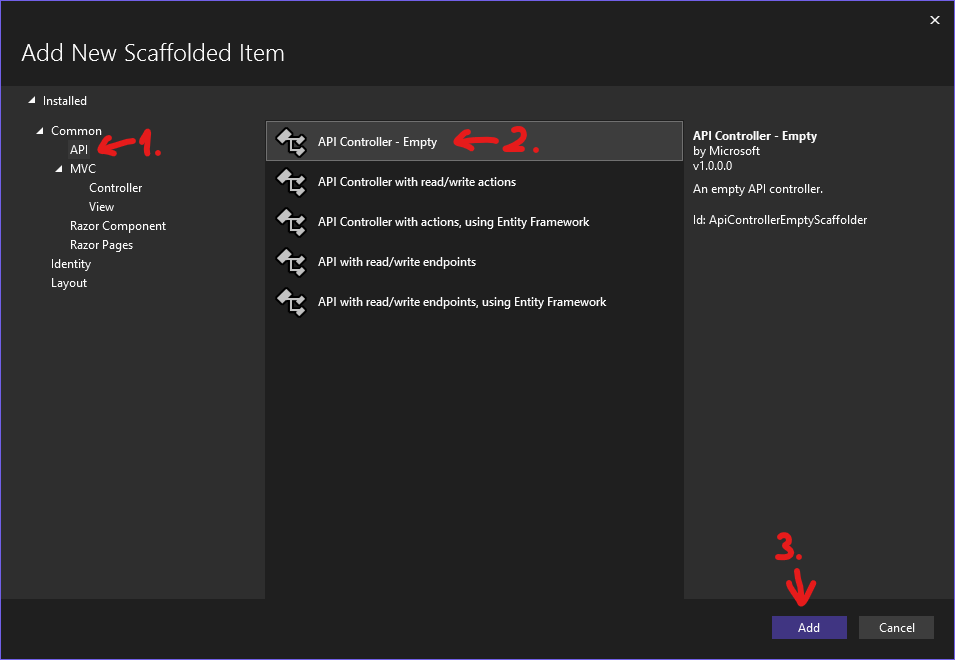 Add New Scaffolded Item
Installed
Common
API
1.
MVC
Controller
View
Razor Component
Razor Pages
Identity
Layout
API Controller - Empty
2.
API Controller with read/write actions
API Controller with actions, using Entity Framework
API with read/write endpoints
API with read/write endpoints, using Entity Framework
API Controller - Empty
by Microsoft
v1.0.0.0
An empty API controller.
Id: ApiControllerEmptyScaffolder
3.
Add
Cancel